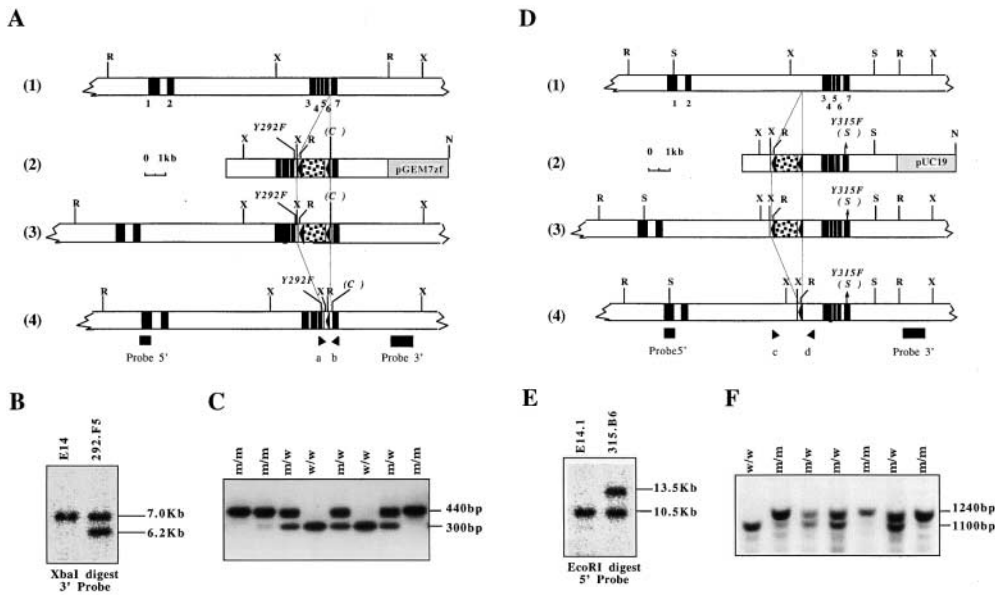 A
R X R X
(1)
1 2 3 4 5 6 7
Y292F (C)
X X R N
(2)
0 1kb
pGEM7zf
Y292F (C)
X X R X
(3)
Y292F
R X X R (C) X
(4)
Probe 5' a b Probe 3'
D
R S X S R X
(1)
1 2 3 4 5 6 7
Y315F
X X R (S) S N
(2)
0 1kb
pUC19
Y315F
R S X X R (S) S R X
(3)
Y315F
R S X X R (S) S R X
(4)
Probe5' c d Probe 3'
B
E14 292.F5
7.0Kb
6.2Kb
XbaI digest
3' Probe
C
m/m m/m m/w w/w m/w w/w m/w m/m
440bp
300bp
E
E14.1 315.B6
13.5Kb
10.5Kb
EcoRI digest
5' Probe
F
w/w m/m m/w m/w m/m m/w m/m
1240bp
1100bp